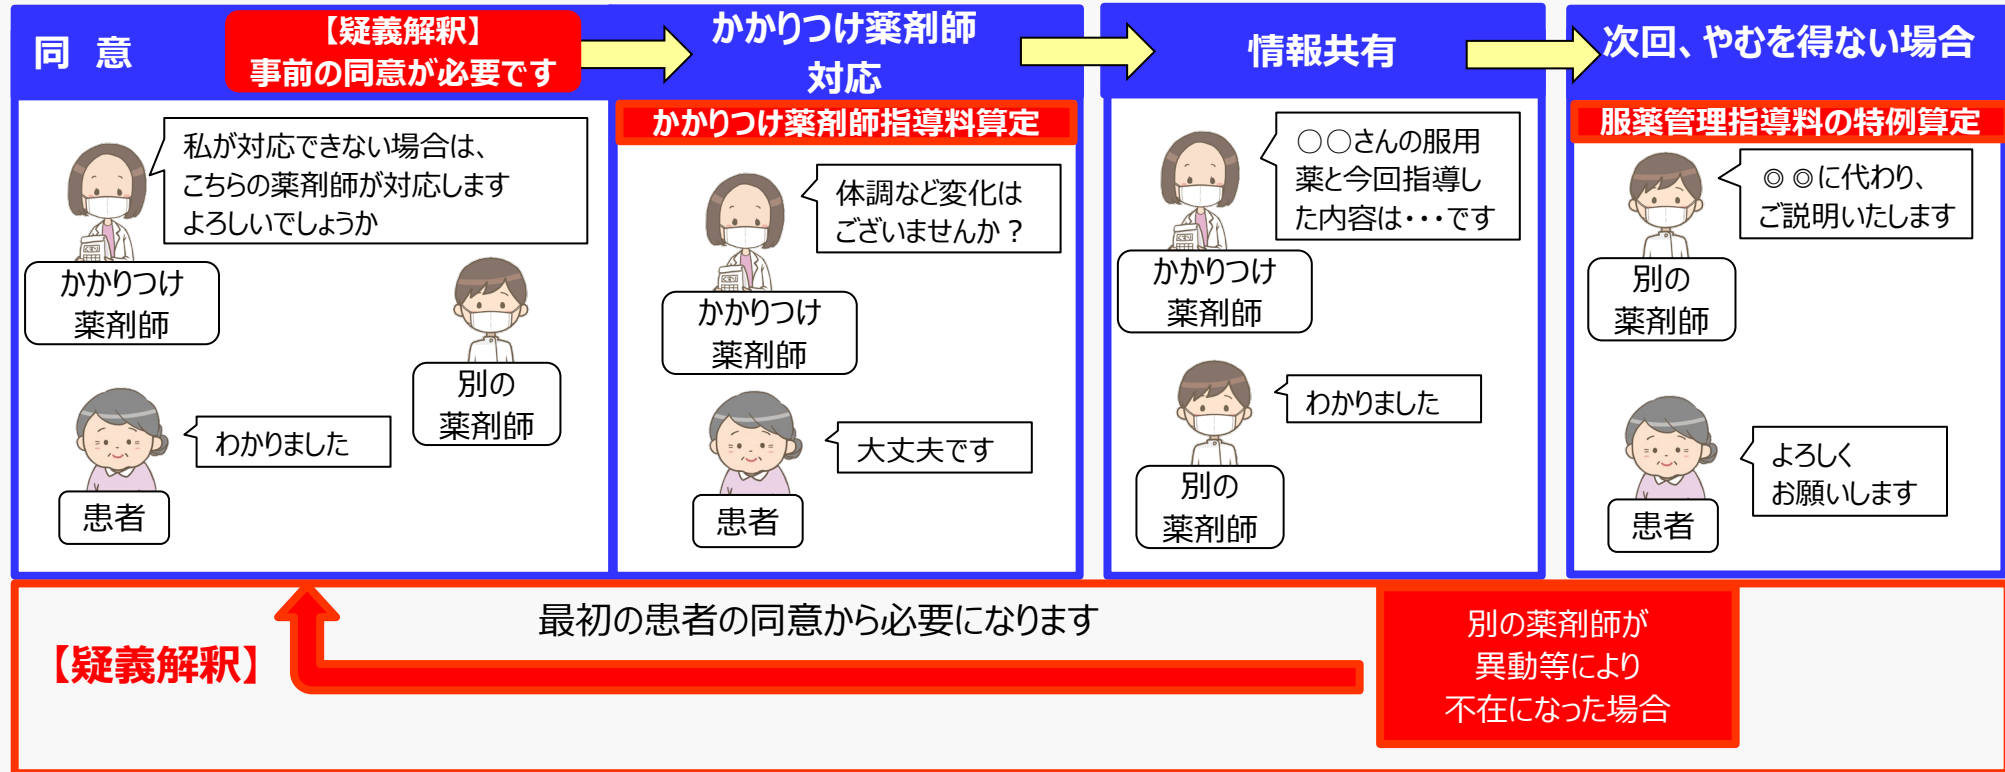 同 意
【疑義解釈】
事前の同意が必要です
私が対応できない場合は、
こちらの薬剤師が対応します
よろしいでしょうか
かかりつけ
薬剤師
別の
薬剤師
わかりました
患者
かかりつけ薬剤師
対応
かかりつけ薬剤師指導料算定
体調など変化は
ございませんか？
かかりつけ
薬剤師
大丈夫です
患者
情報共有
○○さんの服用
薬と今回指導し
た内容は・・・です
かかりつけ
薬剤師
わかりました
別の
薬剤師
次回、やむを得ない場合
服薬管理指導料の特例算定
◎ ◎に代わり、
ご説明いたします
別の
薬剤師
よろしく
お願いします
患者
【疑義解釈】
最初の患者の同意から必要になります
別の薬剤師が
異動等により
不在になった場合